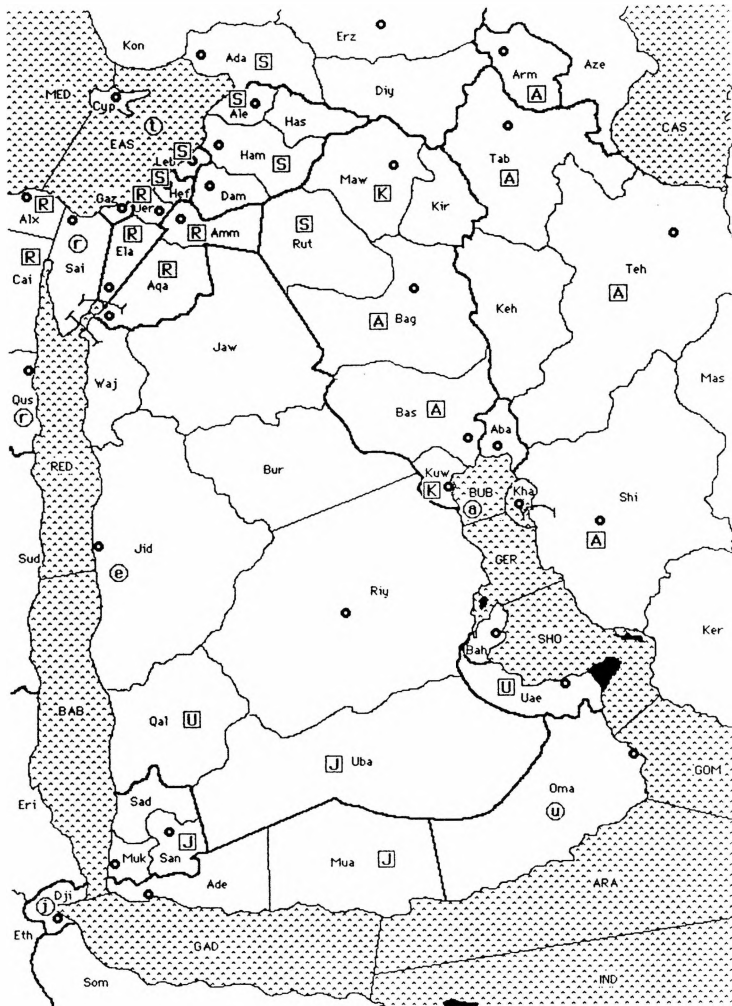 Kon
Erz
Ada S
Arm
Aze
MED
A
Diy
S
Ale
Cyp
Has
CAS
t
EAS
S
Leb
Ham S
Tab
A
S
Hef
Dam
Maw
K
Kir
R
Gaz
Jer
R
Alx
R Amm
S
Rut
r
Sai
R
Ela
R
Cai
R
Aqa
Teh
A
Keh
A Bag
Jaw
Waj
Mas
Qus
r
Bas A
Aba
RED
Bur
Kuw
K
BUB
a
Kha
Shi
A
Sud
Jid
e
GER
Riy
Ker
SHO
Bah
U Uae
BAB
Qal U
J Uba
GOM
Oma
u
Eri
Sad
J
Muk San
Mua J
Ade
ARA
Dji
j
Eth
GAD
Som
IND